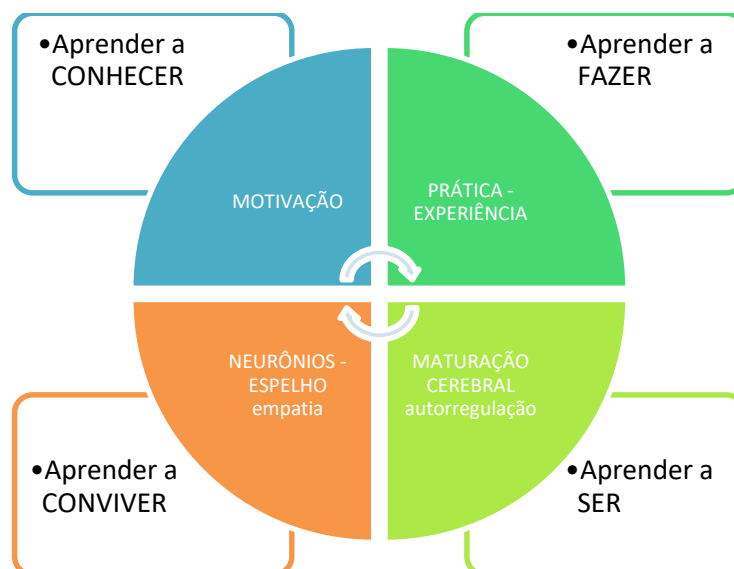 •Aprender a
CONHECER
•Aprender a
FAZER
MOTIVAÇÃO
PRÁTICA -
EXPERIÊNCIA
NEURÔNIOS -
ESPELHO
empatia
MATURAÇÃO
CEREBRAL
autorregulação
•Aprender a
CONVIVER
•Aprender a
SER